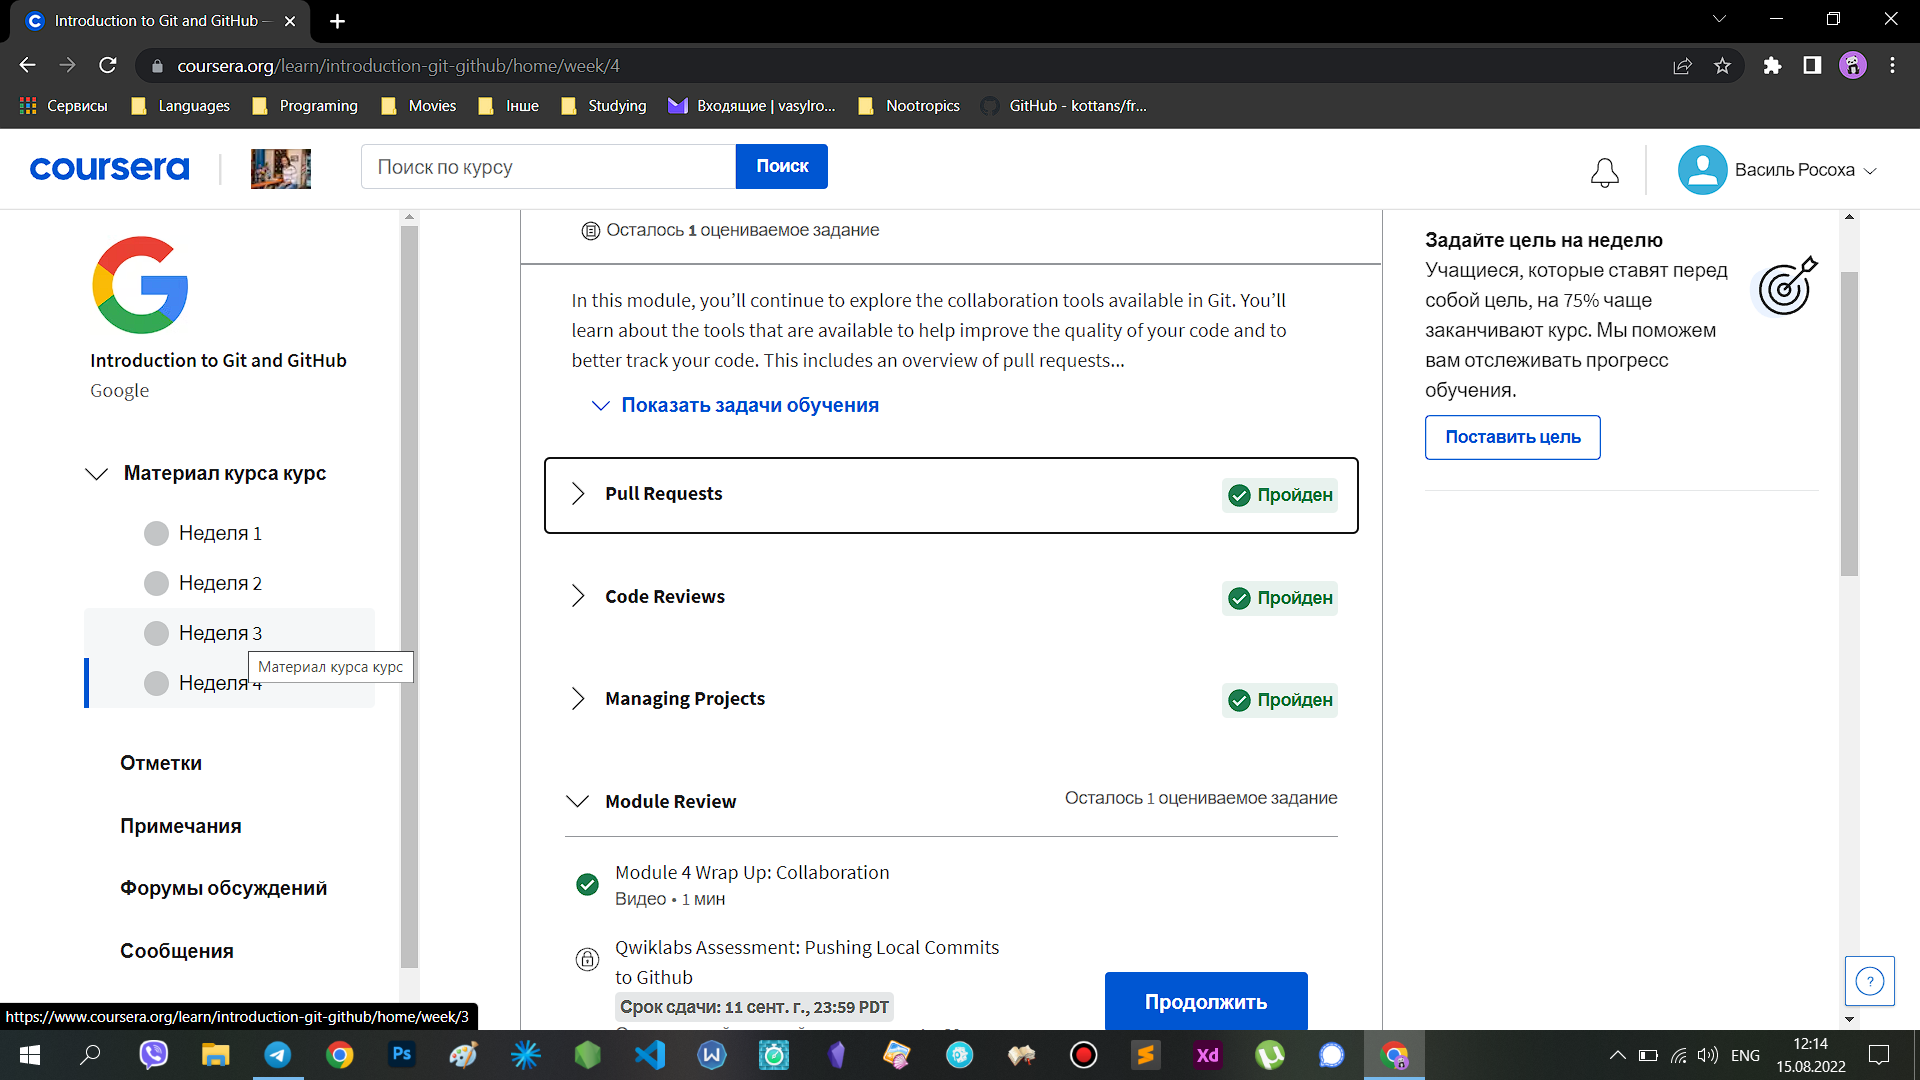 Introduction to Git and GitHub —
coursera.org/learn/introduction-git-github/home/week/4
Сервисы
Languages
Programing
Movies
Інше
Studying
Входящие | vasylro...
Nootropics
GitHub - kottans/fr...
coursera
Поиск по курсу
Поиск
Василь Росоха
Introduction to Git and GitHub
Google
Материал курса курс
Неделя 1
Неделя 2
Неделя 3
Неделя 4
Материал курса курс
Отметки
Примечания
Форумы обсуждений
Сообщения
Осталось 1 оцениваемое задание
In this module, you’ll continue to explore the collaboration tools available in Git. You’ll
learn about the tools that are available to help improve the quality of your code and to
better track your code. This includes an overview of pull requests...
Показать задачи обучения
Pull Requests
Пройден
Code Reviews
Пройден
Managing Projects
Пройден
Module Review
Осталось 1 оцениваемое задание
Module 4 Wrap Up: Collaboration
Видео • 1 мин
Qwiklabs Assessment: Pushing Local Commits
to Github
Срок сдачи: 11 сент. г., 23:59 PDT
Продолжить
Задайте цель на неделю
Учащиеся, которые ставят перед
собой цель, на 75% чаще
заканчивают курс. Мы поможем
вам отслеживать прогресс
обучения.
Поставить цель
?
https://www.coursera.org/learn/introduction-git-github/home/week/3
Ps
W
Xd
ENG
12:14
15.08.2022